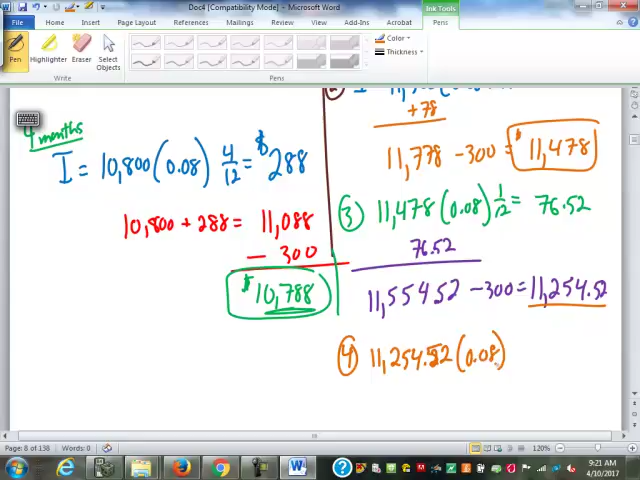 Doc4 [Compatibility Mode] - Microsoft Word
Ink Tools
File
Home
Insert
Page Layout
References
Mailings
Review
View
Add-Ins
Acrobat
Pens
Pen
Highlighter
Eraser
Select Objects
Color
Thickness
Write
Pens
4 months
I = 10,800(0.08) 4/12 = $288
10,800 + 288 = 11,088
- 300
$10,788
+78
11,778 - 300 = $11,478
③ 11,478(0.08) 1/12 = 76.52
76.52
11,554.52 - 300 = 11,254.52
④ 11,254.52(0.08)
Page: 8 of 138
120%
9:21 AM
4/10/2017